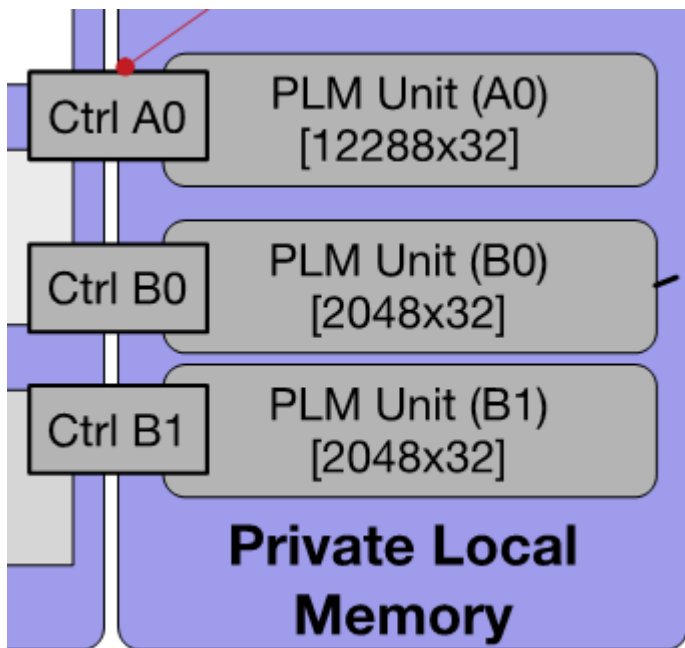 Ctrl A0
PLM Unit (A0)
[12288x32]
Ctrl B0
PLM Unit (B0)
[2048x32]
Ctrl B1
PLM Unit (B1)
[2048x32]
Private Local
Memory